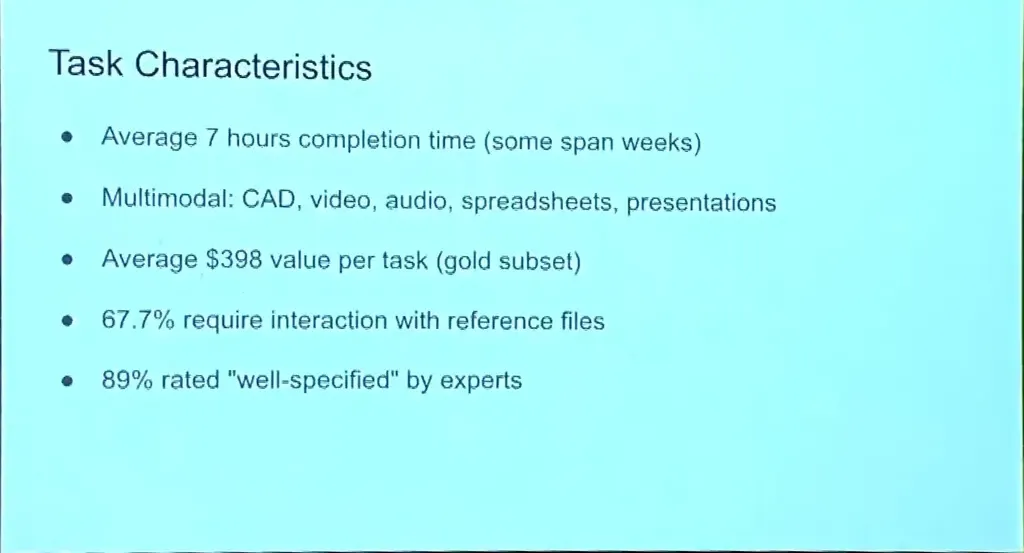 Task Characteristics
● Average 7 hours completion time (some span weeks)
● Multimodal: CAD, video, audio, spreadsheets, presentations
● Average $398 value per task (gold subset)
● 67.7% require interaction with reference files
● 89% rated "well-specified" by experts